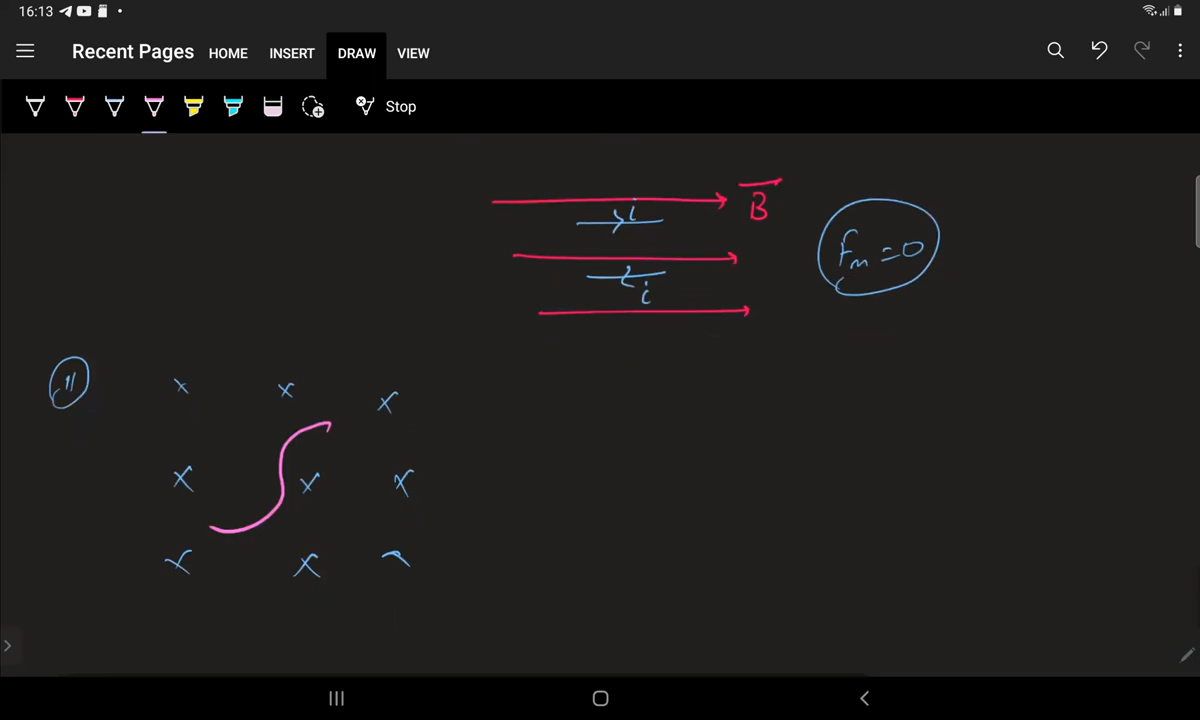 16:13
Recent Pages HOME INSERT DRAW VIEW
Stop
B
i
i
Fm = 0
11
x x x
x x x
x x